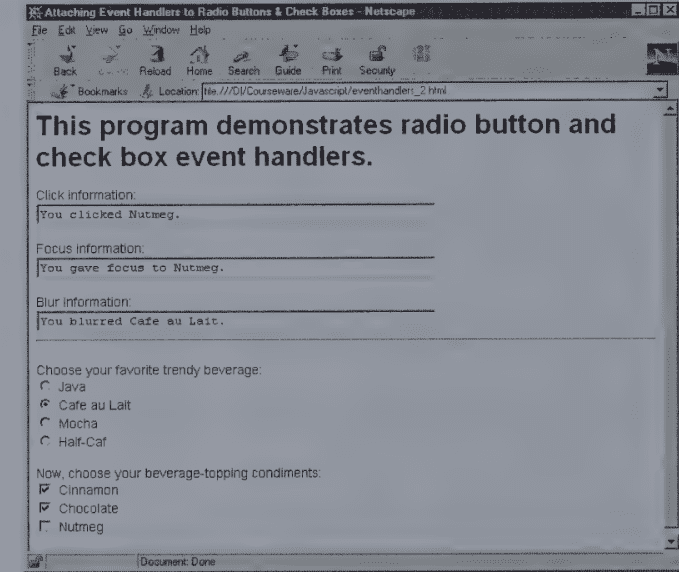 Attaching Event Handlers to Radio Buttons & Check Boxes - Netscape
File Edit View Go Window Help
Back Reload Home Search Guide Print Security
Bookmarks Location: file:///D|/Courseware/Javascript/eventhandlers_2.html
This program demonstrates radio button and
check box event handlers.
Click information:
You clicked Nutmeg.
Focus information:
You gave focus to Nutmeg.
Blur information:
You blurred Cafe au Lait.
Choose your favorite trendy beverage:
Java
Cafe au Lait
Mocha
Half-Caf
Now, choose your beverage-topping condiments:
Cinnamon
Chocolate
Nutmeg
Document: Done